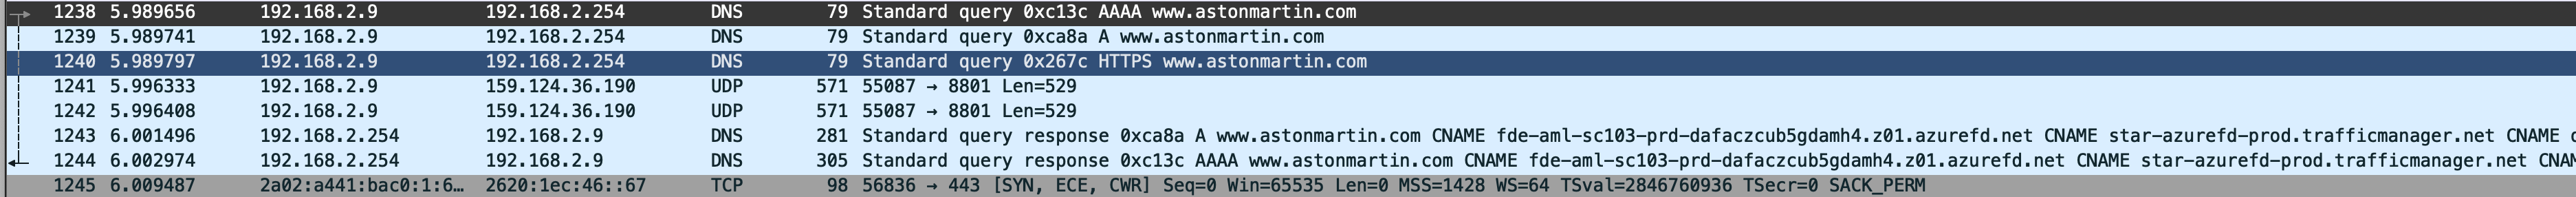 1238 5.989656 192.168.2.9 192.168.2.254 DNS 79 Standard query 0xc13c AAAA www.astonmartin.com
1239 5.989741 192.168.2.9 192.168.2.254 DNS 79 Standard query 0xca8a A www.astonmartin.com
1240 5.989797 192.168.2.9 192.168.2.254 DNS 79 Standard query 0x267c HTTPS www.astonmartin.com
1241 5.996333 192.168.2.9 159.124.36.190 UDP 571 55087 → 8801 Len=529
1242 5.996408 192.168.2.9 159.124.36.190 UDP 571 55087 → 8801 Len=529
1243 6.001496 192.168.2.254 192.168.2.9 DNS 281 Standard query response 0xca8a A www.astonmartin.com CNAME fde-aml-sc103-prd-dafaczcub5gdamh4.z01.azurefd.net CNAME star-azurefd-prod.trafficmanager.net CNAME
1244 6.002974 192.168.2.254 192.168.2.9 DNS 305 Standard query response 0xc13c AAAA www.astonmartin.com CNAME fde-aml-sc103-prd-dafaczcub5gdamh4.z01.azurefd.net CNAME star-azurefd-prod.trafficmanager.net
1245 6.009487 2a02:a441:bac0:1:6… 2620:1ec:46::67 TCP 98 56836 → 443 [SYN, ECE, CWR] Seq=0 Win=65535 Len=0 MSS=1428 WS=64 TSval=2846760936 TSecr=0 SACK_PERM